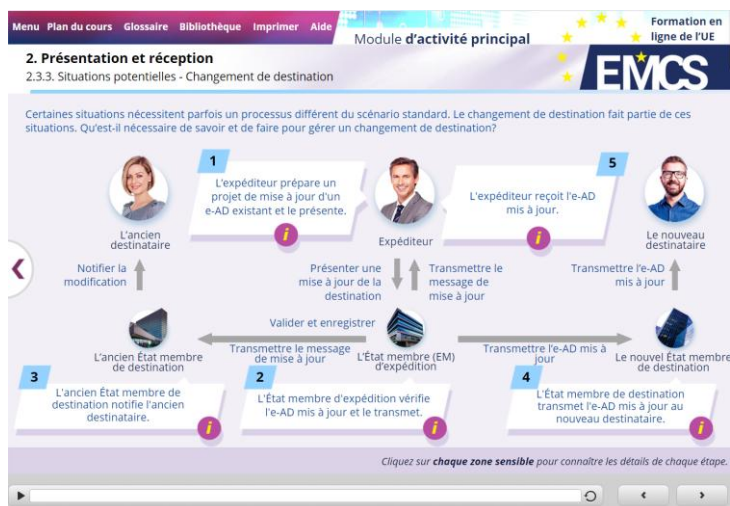 Menu Plan du cours Glossaire Bibliothèque Imprimer Aide
Module d'activité principal
Formation en
ligne de l'UE
2. Présentation et réception
2.3.3. Situations potentielles - Changement de destination
EMCS
Certaines situations nécessitent parfois un processus différent du scénario standard. Le changement de destination fait partie de ces
situations. Qu'est-il nécessaire de savoir et de faire pour gérer un changement de destination?
1
L'expéditeur prépare un
projet de mise à jour d'un
e-AD existant et le présente.
i
5
L'expéditeur reçoit l'e-AD
mis à jour.
i
L'ancien
destinataire
Expéditeur
Le nouveau
destinataire
Notifier la
modification
Présenter une
mise à jour de la
destination
Transmettre le
message de
mise à jour
Transmettre l'e-AD
mis à jour
Valider et enregistrer
Transmettre le message
de mise à jour
Transmettre l'e-AD mis à
jour
L'ancien État membre
de destination
L'État membre (EM)
d'expédition
Le nouvel État membre
de destination
3
L'ancien État membre de
destination notifie l'ancien
destinataire.
i
2
L'État membre d'expédition vérifie
l'e-AD mis à jour et le transmet.
i
4
L'État membre de destination
transmet l'e-AD mis à jour au
nouveau destinataire.
i
Cliquez sur chaque zone sensible pour connaître les détails de chaque étape.